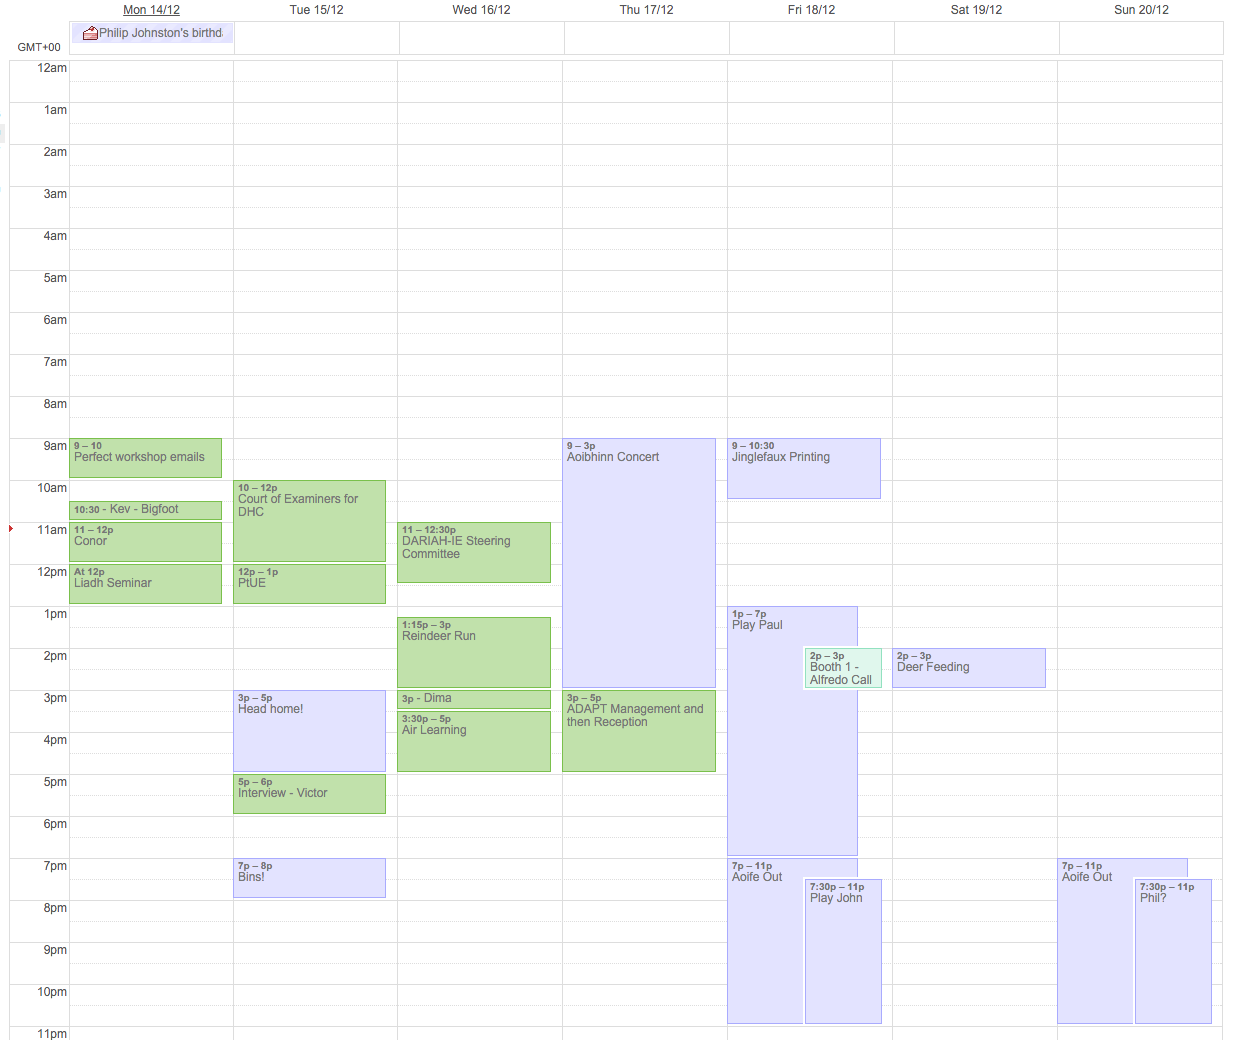 Mon 14/12
Tue 15/12
Wed 16/12
Thu 17/12
Fri 18/12
Sat 19/12
Sun 20/12
GMT+00
Philip Johnston's birthd
12am
1am
2am
3am
4am
5am
6am
7am
8am
9am
10am
11am
12pm
1pm
2pm
3pm
4pm
5pm
6pm
7pm
8pm
9pm
10pm
11pm
9 – 10
Perfect workshop emails
10:30 - Kev - Bigfoot
11 – 12p
Conor
At 12p
Liadh Seminar
10 – 12p
Court of Examiners for
DHC
12p – 1p
PtUE
3p – 5p
Head home!
5p – 6p
Interview - Victor
7p – 8p
Bins!
11 – 12:30p
DARIAH-IE Steering
Committee
1:15p – 3p
Reindeer Run
3p - Dima
3:30p – 5p
Air Learning
9 – 3p
Aoibhinn Concert
3p – 5p
ADAPT Management and
then Reception
9 – 10:30
Jinglefaux Printing
1p – 7p
Play Paul
2p – 3p
Booth 1 -
Alfredo Call
7p – 11p
Aoife Out
7:30p – 11p
Play John
2p – 3p
Deer Feeding
7p – 11p
Aoife Out
7:30p – 11p
Phil?